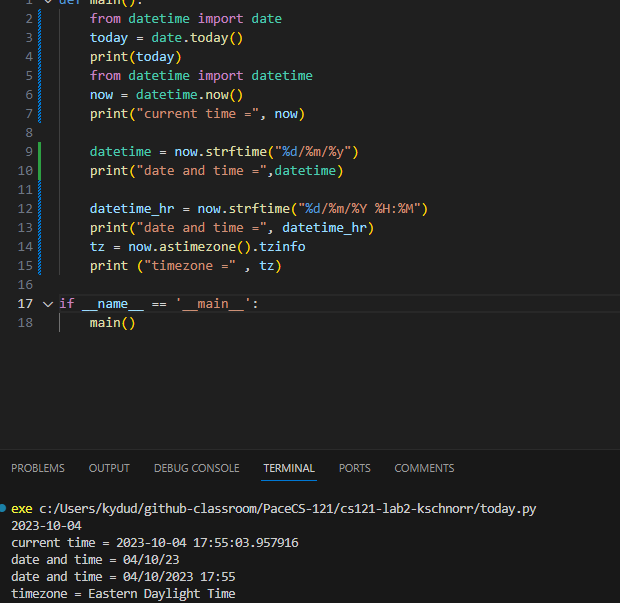 1 def main():
2 from datetime import date
3 today = date.today()
4 print(today)
5 from datetime import datetime
6 now = datetime.now()
7 print("current time =", now)
8
9 datetime = now.strftime("%d/%m/%y")
10 print("date and time =",datetime)
11
12 datetime_hr = now.strftime("%d/%m/%Y %H:%M")
13 print("date and time =", datetime_hr)
14 tz = now.astimezone().tzinfo
15 print ("timezone =" , tz)
16
17 if __name__ == '__main__':
18 main()
PROBLEMS OUTPUT DEBUG CONSOLE TERMINAL PORTS COMMENTS
exe c:/Users/kydud/github-classroom/PaceCS-121/cs121-lab2-kschnorr/today.py
2023-10-04
current time = 2023-10-04 17:55:03.957916
date and time = 04/10/23
date and time = 04/10/2023 17:55
timezone = Eastern Daylight Time